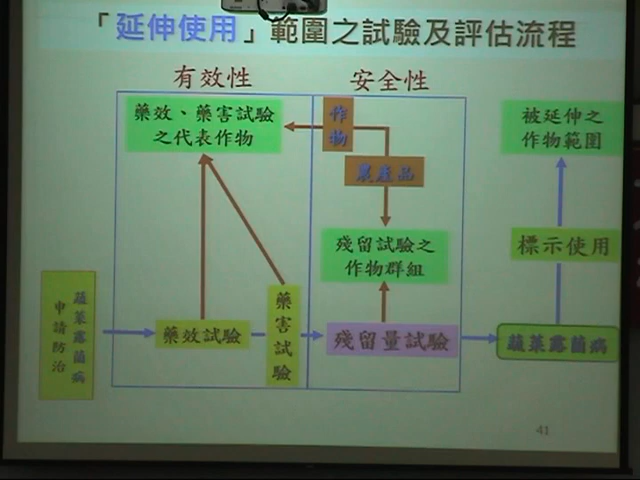 「延伸使用」範圍之試驗及評估流程
有效性
安全性
藥效、藥害試驗
之代表作物
作物
農產品
被延伸之
作物範圍
殘留試驗之
作物群組
標示使用
蔬菜露菌病
申請防治
藥效試驗
藥害試驗
殘留量試驗
蔬菜露菌病
41